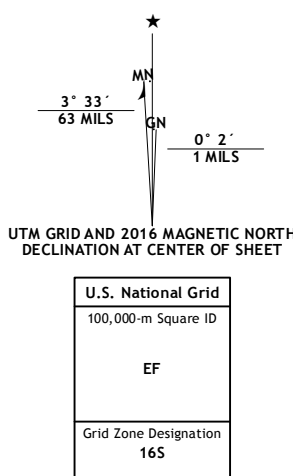 ★
MN
GN
3° 33´
63 MILS
0° 2´
1 MILS
UTM GRID AND 2016 MAGNETIC NORTH
DECLINATION AT CENTER OF SHEET
U.S. National Grid
100,000-m Square ID
EF
Grid Zone Designation
16S